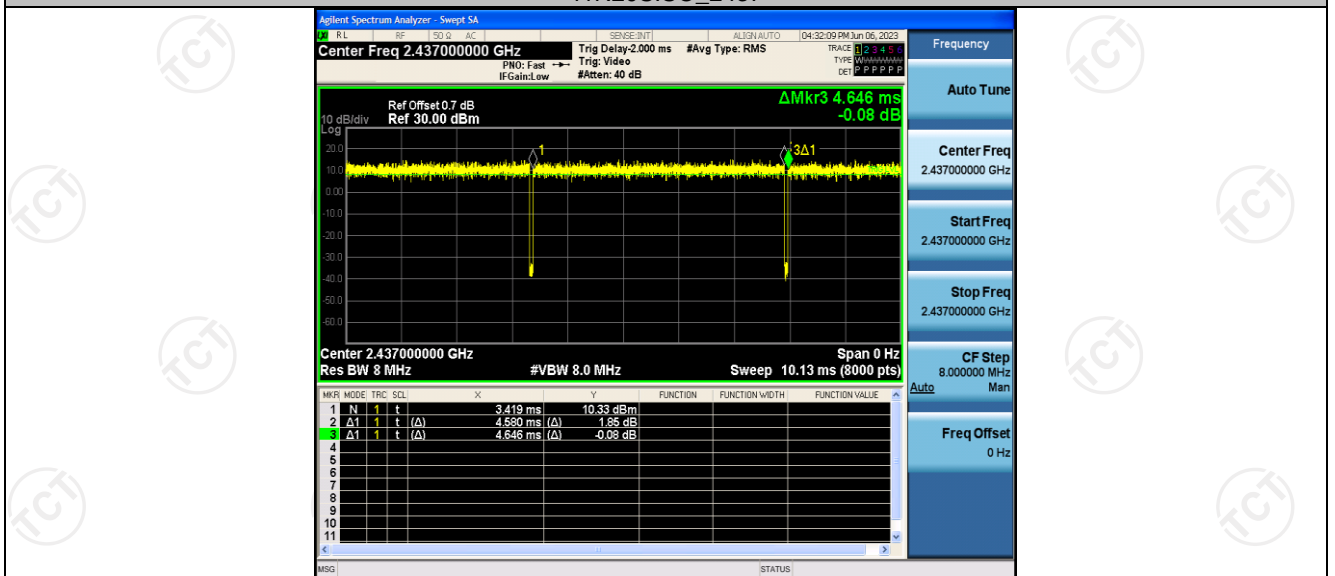 Agilent Spectrum Analyzer - Swept SA
RL RF 50 Ω AC SENSE:INT ALIGN AUTO 04:32:09 PM Jun 06, 2023
Center Freq 2.437000000 GHz
PNO: Fast
IFGain:Low
Trig Delay-2.000 ms
Trig: Video
#Atten: 40 dB
#Avg Type: RMS
TRACE 1 2 3 4 5 6
TYPE
DET P P P P P P
Ref Offset 0.7 dB
10 dB/div Ref 30.00 dBm
Log
ΔMkr3 4.646 ms
-0.08 dB
20.0
10.0
0.00
-10.0
-20.0
-30.0
-40.0
-50.0
-60.0
1
3Δ1
Center 2.437000000 GHz Span 0 Hz
Res BW 8 MHz #VBW 8.0 MHz Sweep 10.13 ms (8000 pts)
MKR MODE TRC SCL X Y FUNCTION FUNCTION WIDTH FUNCTION VALUE
1 N 1 t 3.419 ms 10.33 dBm
2 Δ1 1 t (Δ) 4.580 ms (Δ) 1.85 dB
3 Δ1 1 t (Δ) 4.646 ms (Δ) -0.08 dB
4
5
6
7
8
9
10
11
MSG STATUS
Frequency
Auto Tune
Center Freq
2.437000000 GHz
Start Freq
2.437000000 GHz
Stop Freq
2.437000000 GHz
CF Step
8.000000 MHz
Auto Man
Freq Offset
0 Hz
TCT
TCT
TCT
TCT
TCT
TCT
TCT
TCT